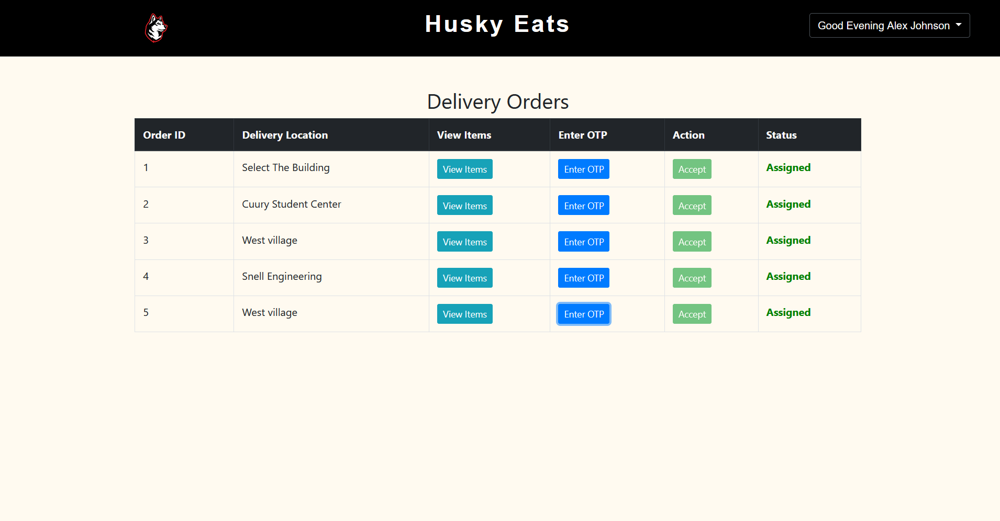 Husky Eats
Good Evening Alex Johnson
Delivery Orders
Order ID Delivery Location View Items Enter OTP Action Status
1 Select The Building View Items Enter OTP Accept Assigned
2 Cuury Student Center View Items Enter OTP Accept Assigned
3 West village View Items Enter OTP Accept Assigned
4 Snell Engineering View Items Enter OTP Accept Assigned
5 West village View Items Enter OTP Accept Assigned